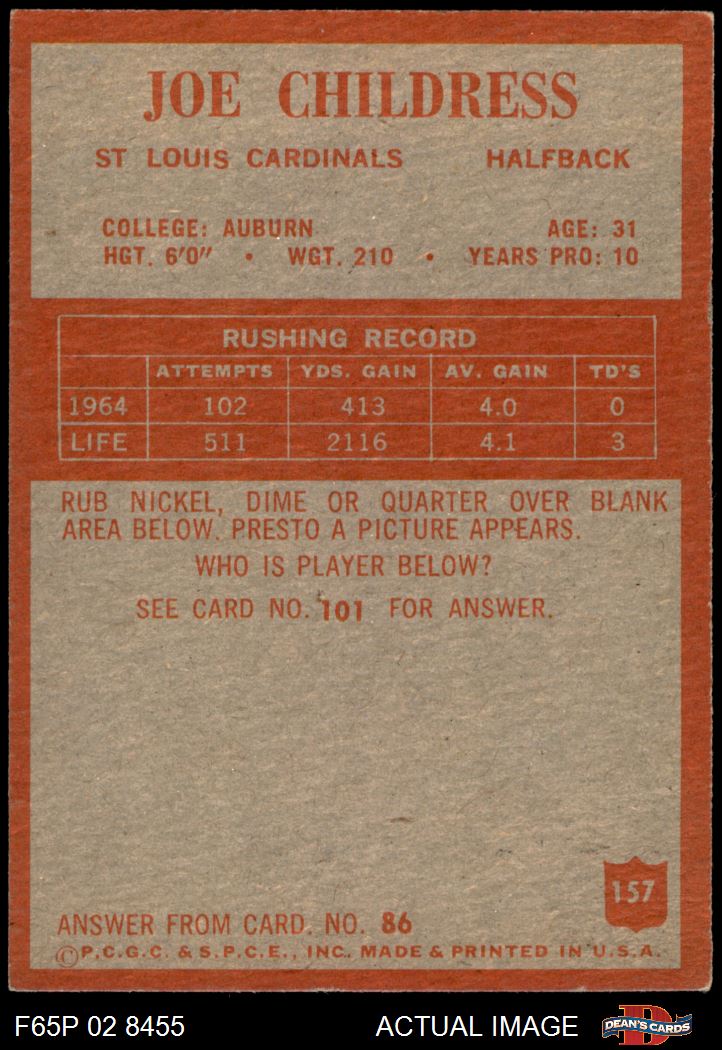 JOE CHILDRESS
ST LOUIS CARDINALS HALFBACK
COLLEGE: AUBURN AGE: 31
HGT. 6'0" • WGT. 210 • YEARS PRO: 10
RUSHING RECORD
ATTEMPTS YDS. GAIN AV. GAIN TD'S
1964 102 413 4.0 0
LIFE 511 2116 4.1 3
RUB NICKEL, DIME OR QUARTER OVER BLANK
AREA BELOW. PRESTO A PICTURE APPEARS.
WHO IS PLAYER BELOW?
SEE CARD NO. 101 FOR ANSWER.
157
ANSWER FROM CARD. NO. 86
©P.C.G.C. & S.P.C.E., INC. MADE & PRINTED IN U.S.A.
F65P 02 8455 ACTUAL IMAGE DEAN'S CARDS